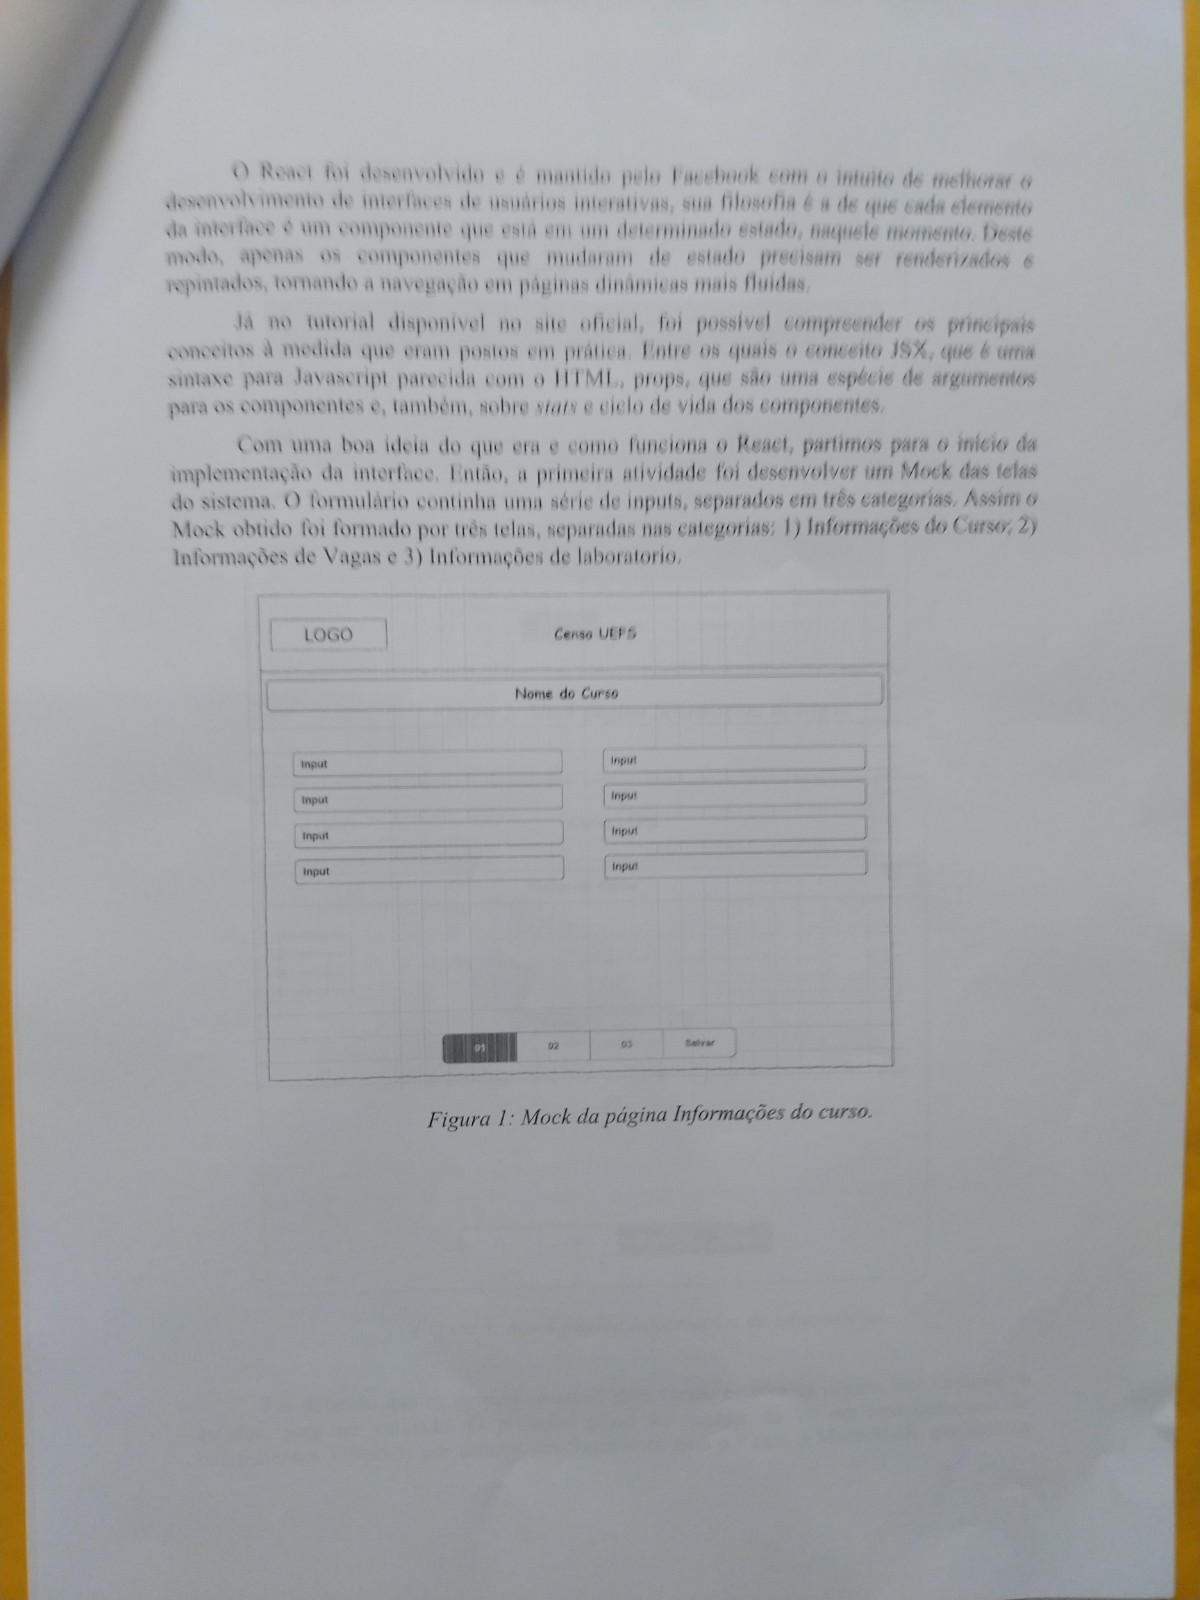 O React foi desenvolvido e é mantido pelo Facebook com o intuito de melhorar o
desenvolvimento de interfaces de usuários interativas, sua filosofia é a de que cada elemento
da interface é um componente que está em um determinado estado, naquele momento. Deste
modo, apenas os componentes que mudaram de estado precisam ser renderizados e
repintados, tornando a navegação em páginas dinâmicas mais fluidas.
Já no tutorial disponível no site oficial, foi possível compreender os principais
conceitos à medida que eram postos em prática. Entre os quais o conceito JSX, que é uma
sintaxe para Javascript parecida com o HTML, props, que são uma espécie de argumentos
para os componentes e, também, sobre stats e ciclo de vida dos componentes.
Com uma boa ideia do que era e como funciona o React, partimos para o início da
implementação da interface. Então, a primeira atividade foi desenvolver um Mock das telas
do sistema. O formulário continha uma série de inputs, separados em três categorias. Assim o
Mock obtido foi formado por três telas, separadas nas categorias: 1) Informações do Curso; 2)
Informações de Vagas e 3) Informações de laboratorio.
LOGO
Censo UEFS
Nome do Curso
Input
Input
Input
Input
Input
Input
Input
Input
01
02
03
Salvar
Figura 1: Mock da página Informações do curso.